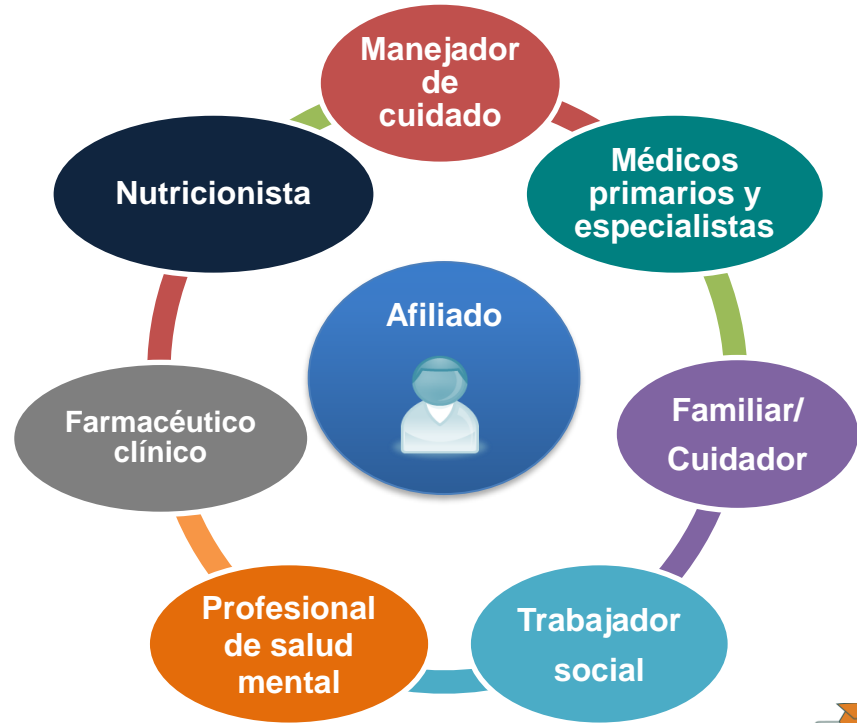 Manejador
de
cuidado
Médicos
primarios y
especialistas
Nutricionista
Afiliado
Familiar/
Cuidador
Farmacéutico
clínico
Trabajador
social
Profesional
de salud
mental